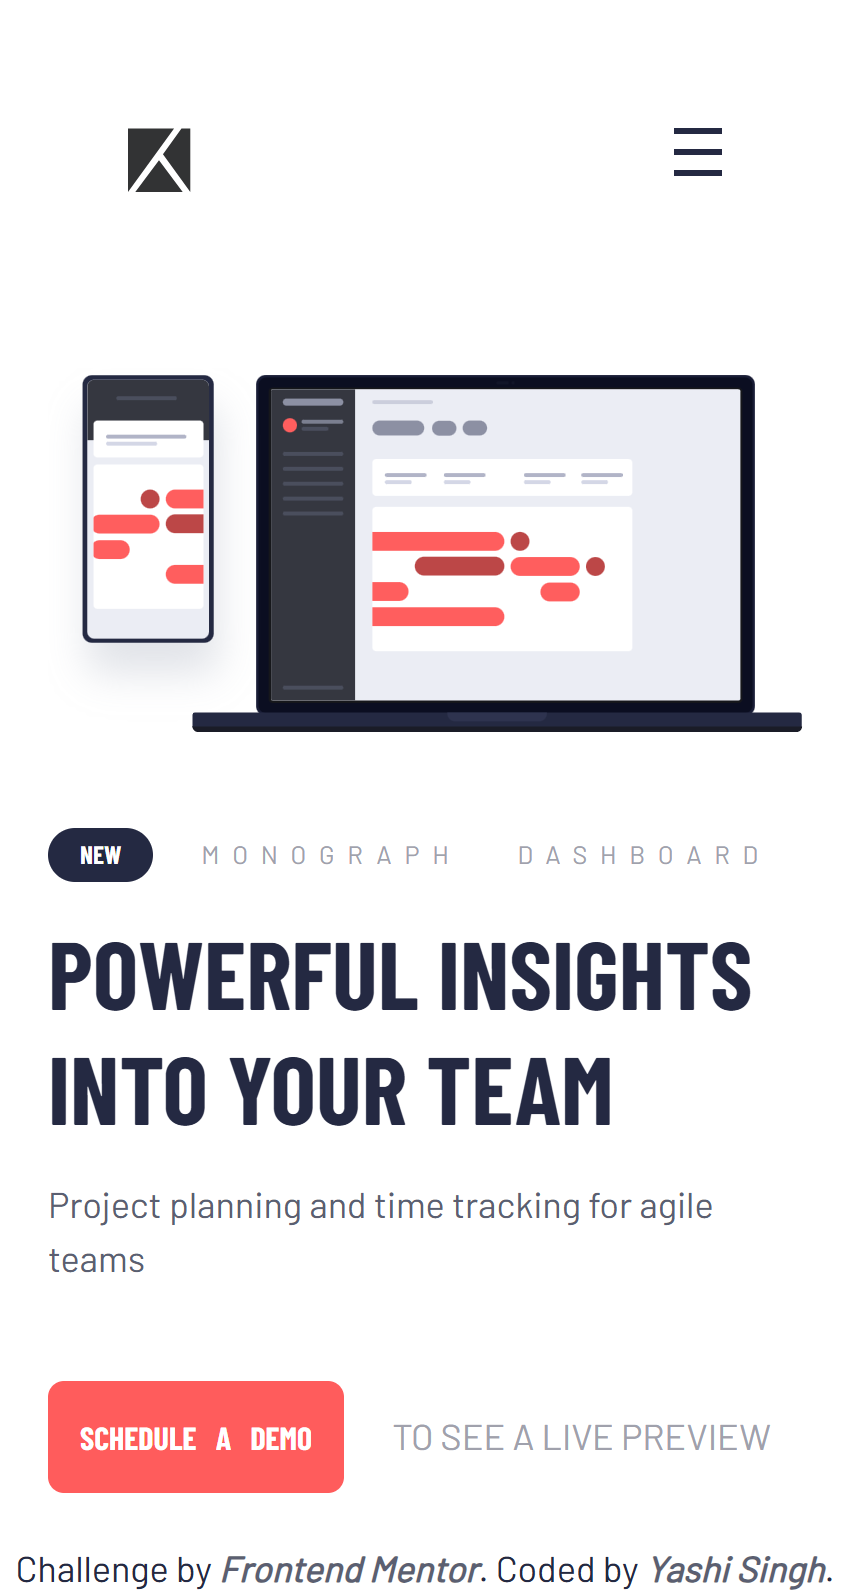 NEW MONOGRAPH DASHBOARD
POWERFUL INSIGHTS
INTO YOUR TEAM
Project planning and time tracking for agile
teams
SCHEDULE A DEMO TO SEE A LIVE PREVIEW
Challenge by Frontend Mentor. Coded by Yashi Singh.